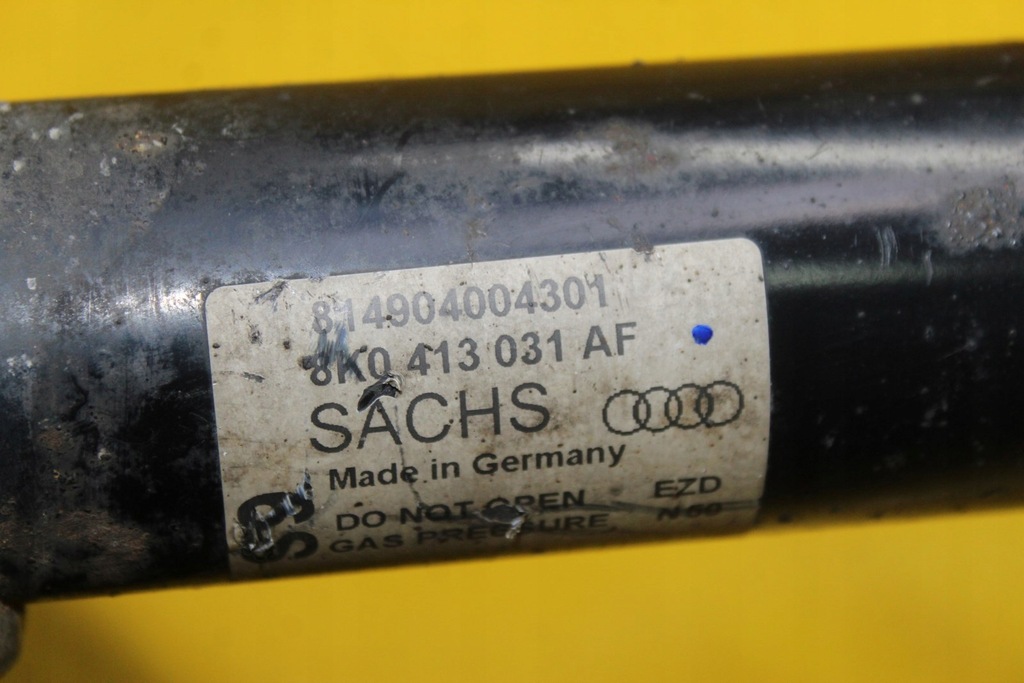 814904004301
8K0 413 031 AF
SACHS
Made in Germany
DO NOT OPEN EZD
GAS PRESSURE,